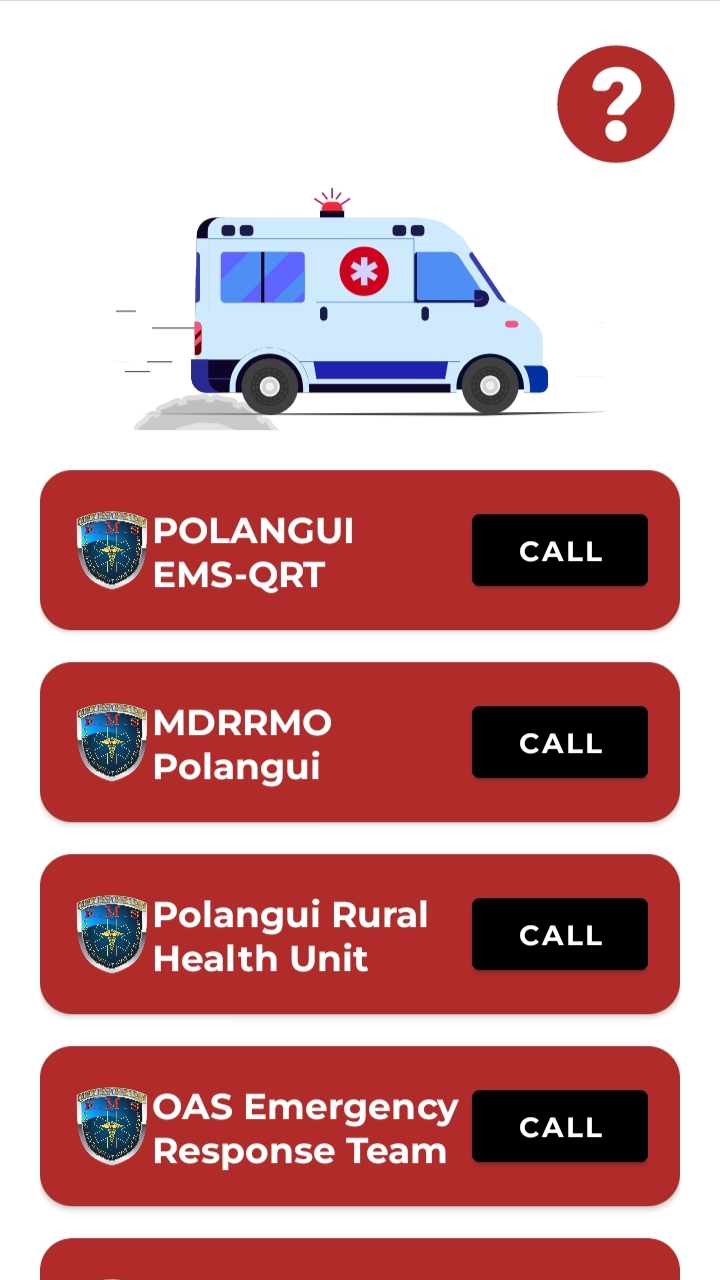 ?
POLANGUI
EMS-QRT
CALL
MDRRMO
Polangui
CALL
Polangui Rural
Health Unit
CALL
OAS Emergency
Response Team
CALL